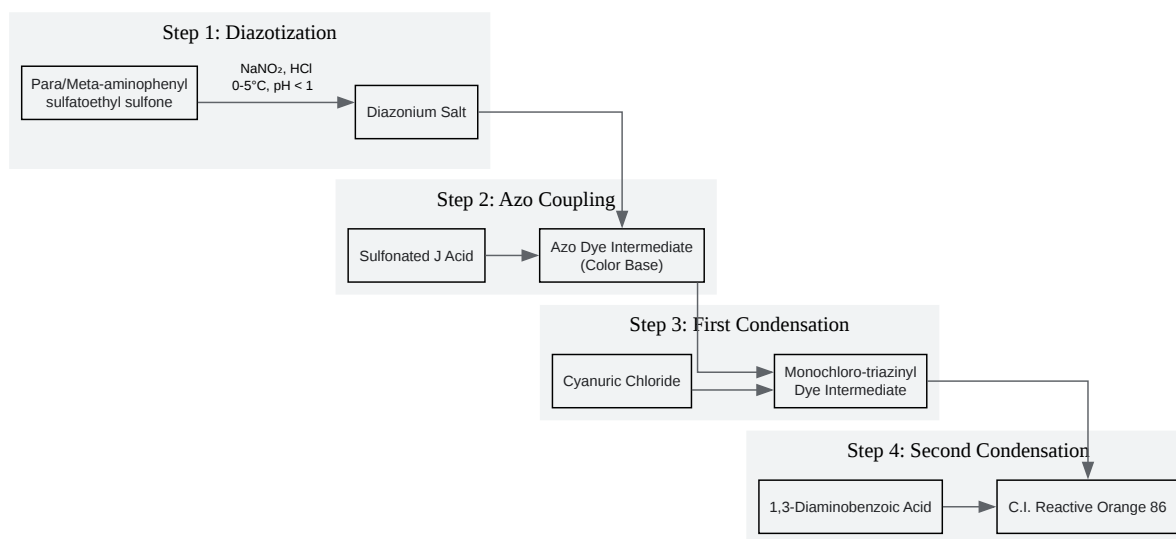 Step 1: Diazotization
Para/Meta-aminophenyl
sulfatoethyl sulfone
NaNO₂, HCl
0-5°C, pH < 1
Diazonium Salt
Step 2: Azo Coupling
Sulfonated J Acid
Azo Dye Intermediate
(Color Base)
Step 3: First Condensation
Cyanuric Chloride
Monochloro-triazinyl
Dye Intermediate
Step 4: Second Condensation
1,3-Diaminobenzoic Acid
C.I. Reactive Orange 86